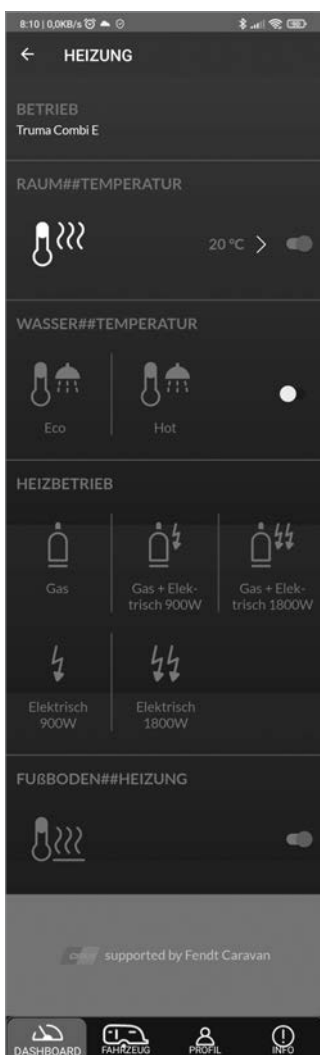 8:10 | 0,0KB/s
HEIZUNG
BETRIEB
Truma Combi E
RAUM##TEMPERATUR
20 °C
WASSER##TEMPERATUR
Eco
Hot
HEIZBETRIEB
Gas
Gas + Elek-
trisch 900W
Gas + Elek-
trisch 1800W
Elektrisch
900W
Elektrisch
1800W
FUßBODEN##HEIZUNG
supported by Fendt Caravan
DASHBOARD
FAHRZEUG
PROFIL
INFO